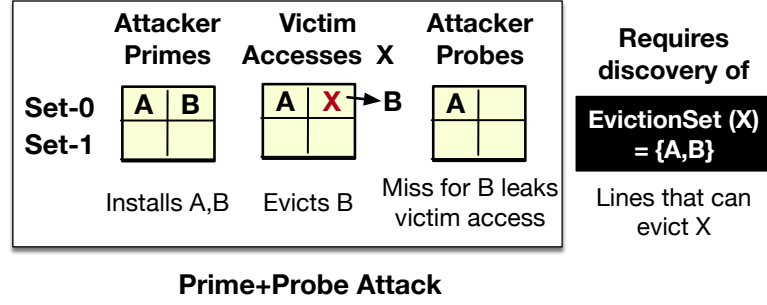 Attacker
Primes
Victim
Accesses X
Attacker
Probes
Set-0
Set-1
A B
A X B
A
Installs A,B
Evicts B
Miss for B leaks
victim access
Requires
discovery of
EvictionSet (X)
= {A,B}
Lines that can
evict X
Prime+Probe Attack